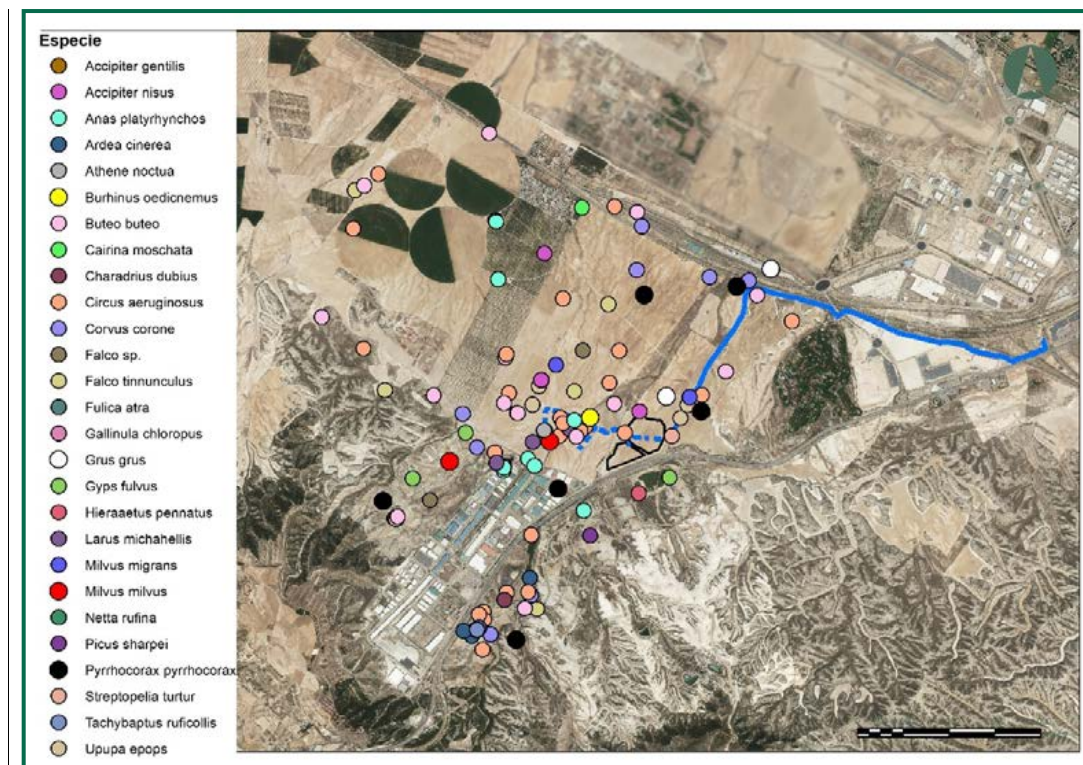 Especie
Accipiter gentilis
Accipiter nisus
Anas platyrhynchos
Ardea cinerea
Athene noctua
Burhinus oedicnemus
Buteo buteo
Cairina moschata
Charadrius dubius
Circus aeruginosus
Corvus corone
Falco sp.
Falco tinnunculus
Fulica atra
Gallinula chloropus
Grus grus
Gyps fulvus
Hieraaetus pennatus
Larus michahellis
Milvus migrans
Milvus milvus
Netta rufina
Picus sharpei
Pyrrhocorax pyrrhocorax
Streptopelia turtur
Tachybaptus ruficollis
Upupa epops